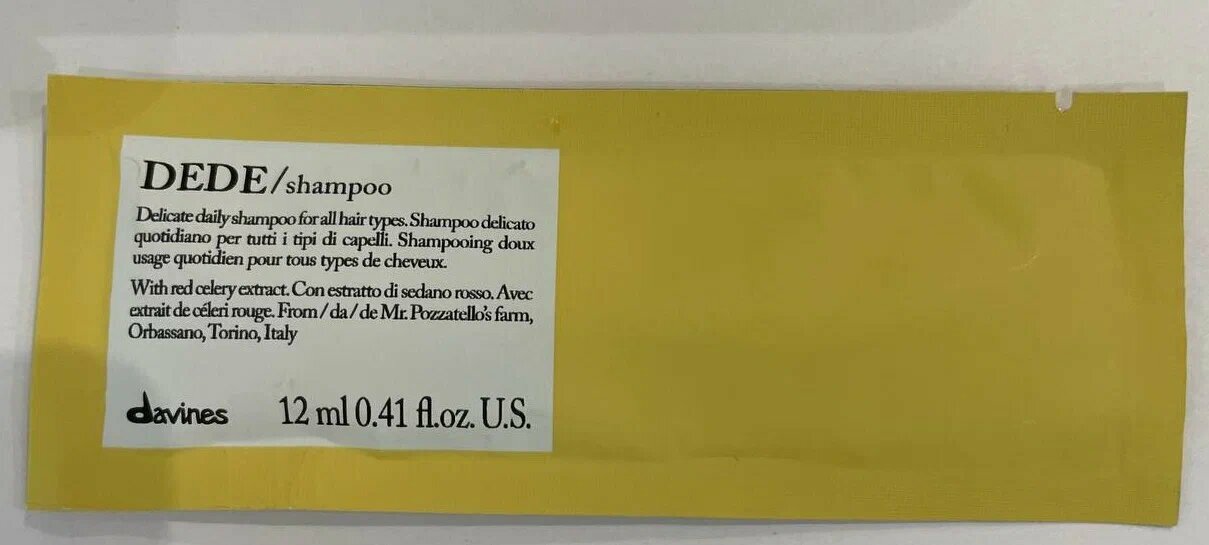 DEDE/shampoo
Delicate daily shampoo for all hair types. Shampoo delicato
quotidiano per tutti i tipi di capelli. Shampooing doux
usage quotidien pour tous types de cheveux.
With red celery extract. Con estratto di sedano rosso. Avec
extrait de céleri rouge. From / da / de Mr. Pozzatello's farm,
Orbassano, Torino, Italy
davines 12 ml 0.41 fl.oz. U.S.